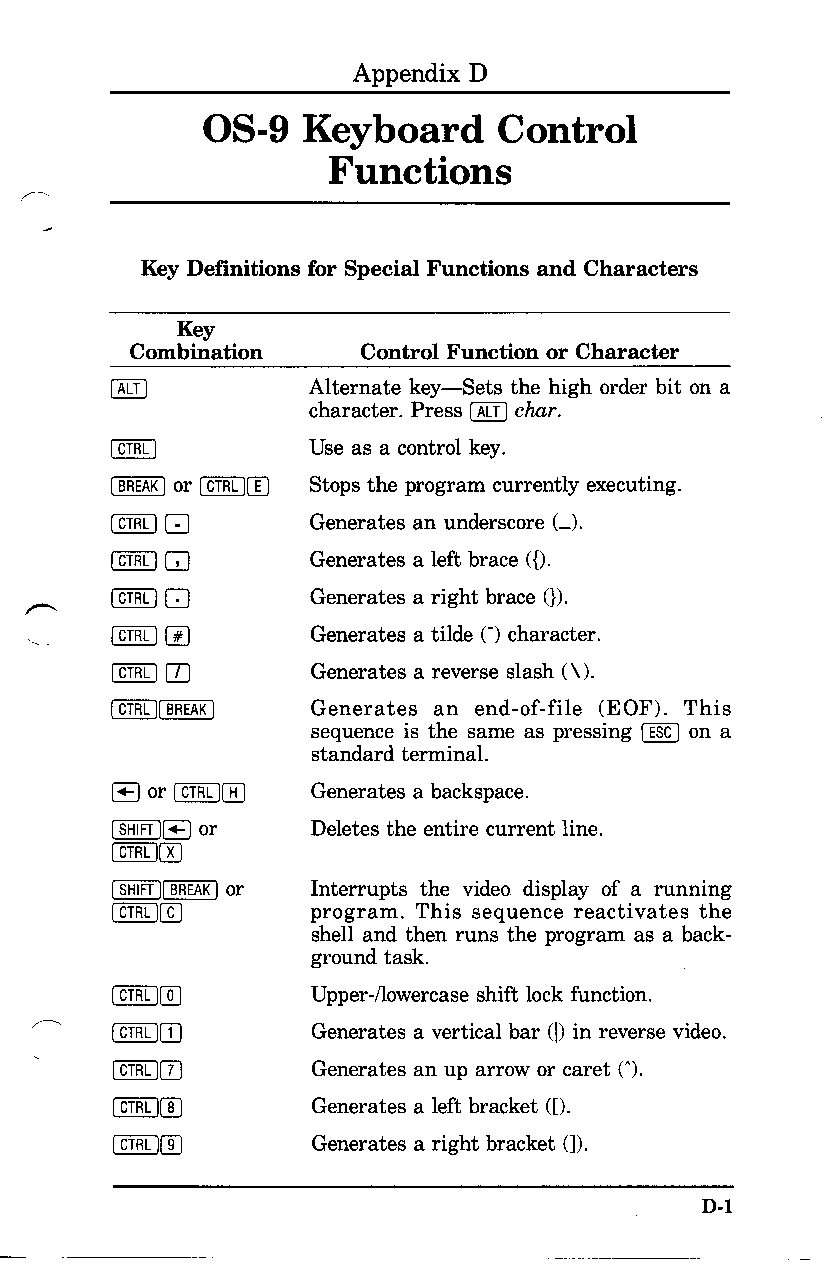 Appendix D
OS-9 Keyboard Control
Functions
Key Definitions for Special Functions and Characters
Key
Combination Control Function or Character
ALT Alternate key—Sets the high order bit on a
character. Press ALT char.
CTRL Use as a control key.
BREAK or CTRL E Stops the program currently executing.
CTRL - Generates an underscore (_).
CTRL , Generates a left brace ({).
CTRL . Generates a right brace (}).
CTRL # Generates a tilde (~) character.
CTRL / Generates a reverse slash (\).
CTRL BREAK Generates an end-of-file (EOF). This
sequence is the same as pressing ESC on a
standard terminal.
← or CTRL H Generates a backspace.
SHIFT ← or Deletes the entire current line.
CTRL X
SHIFT BREAK or Interrupts the video display of a running
CTRL C program. This sequence reactivates the
shell and then runs the program as a back-
ground task.
CTRL 0 Upper-/lowercase shift lock function.
CTRL 1 Generates a vertical bar (|) in reverse video.
CTRL 7 Generates an up arrow or caret (^).
CTRL 8 Generates a left bracket ([).
CTRL 9 Generates a right bracket (]).
D-1